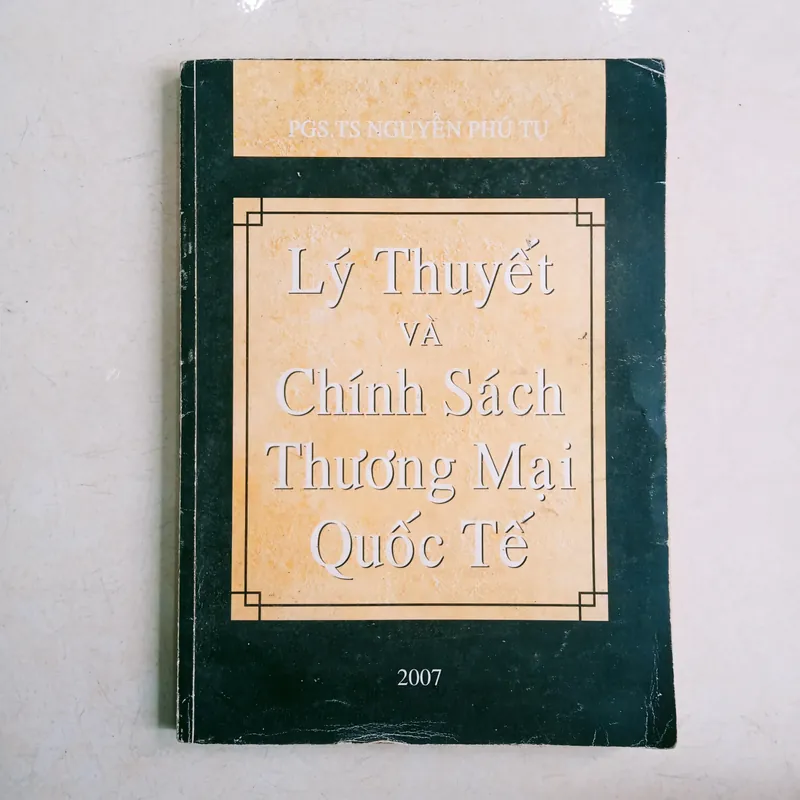 PGS.TS NGUYỄN PHÚ TỤ
Lý Thuyết
VÀ
Chính Sách
Thương Mại
Quốc Tế
2007